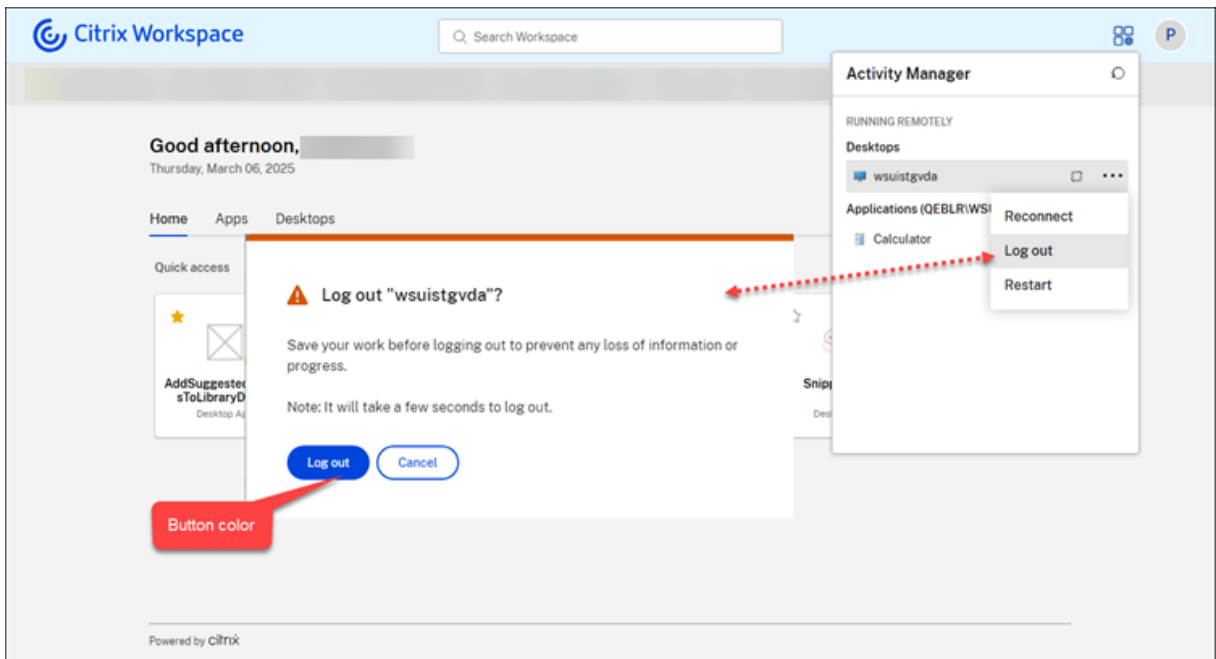 Citrix Workspace
Search Workspace
P
Activity Manager
RUNNING REMOTELY
Desktops
wsuistgvda
Applications (QEBLR\WS
Calculator
Reconnect
Log out
Restart
Good afternoon,
Thursday, March 06, 2025
Home Apps Desktops
Quick access
Log out "wsuistgvda"?
Save your work before logging out to prevent any loss of information or
progress.
Note: It will take a few seconds to log out.
Log out Cancel
AddSuggested
sToLibraryD
Desktop Ap
Snipp
Des
Button color
Powered by citrix